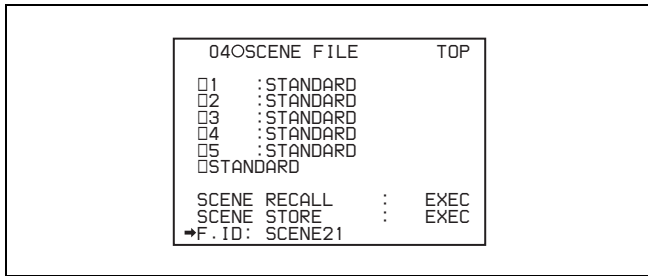 04○SCENE FILE TOP
□1 :STANDARD
□2 :STANDARD
□3 :STANDARD
□4 :STANDARD
□5 :STANDARD
□STANDARD
SCENE RECALL : EXEC
SCENE STORE : EXEC
➡F.ID: SCENE21